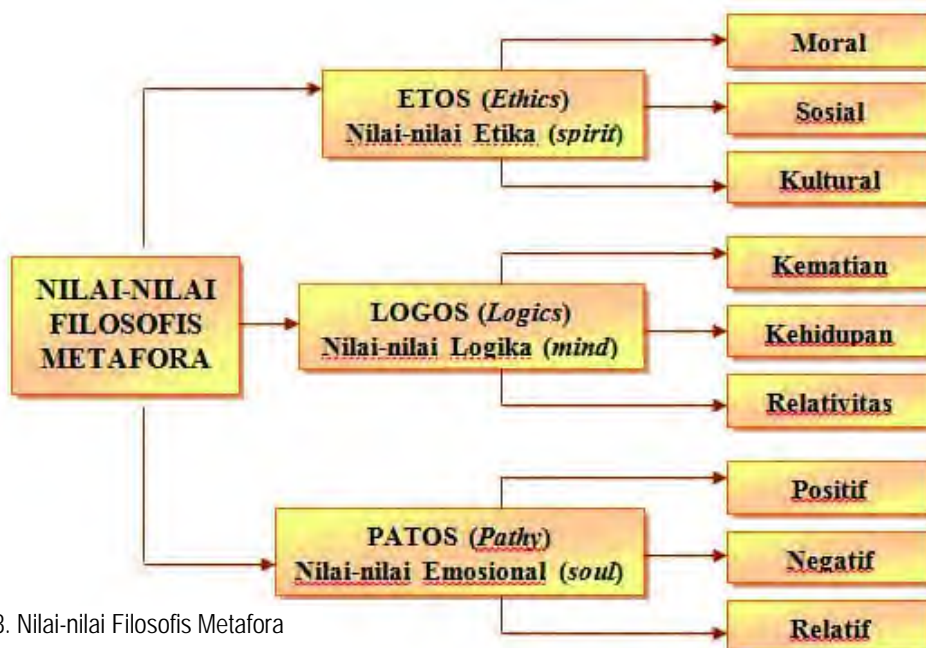 NILAI-NILAI
FILOSOFIS
METAFORA
ETOS (Ethics)
Nilai-nilai Etika (spirit)
Moral
Sosial
Kultural
LOGOS (Logics)
Nilai-nilai Logika (mind)
Kematian
Kehidupan
Relativitas
PATOS (Pathy)
Nilai-nilai Emosional (soul)
Positif
Negatif
Relatif
3. Nilai-nilai Filosofis Metafora